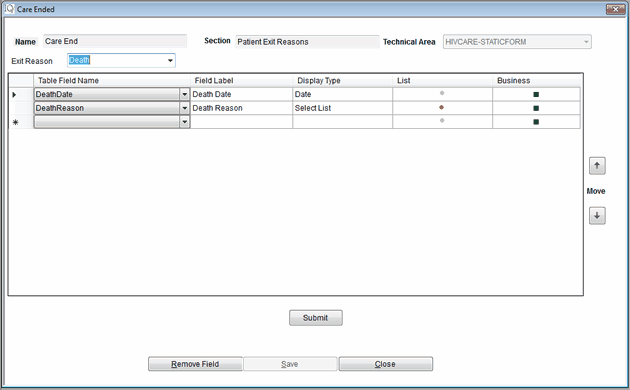 IQ Care Ended
Name Care End Section Patient Exit Reasons Technical Area HIVCARE-STATICFORM
Exit Reason Death
Table Field Name Field Label Display Type List Business
DeathDate Death Date Date
DeathReason Death Reason Select List
Move
Submit
Remove Field Save Close